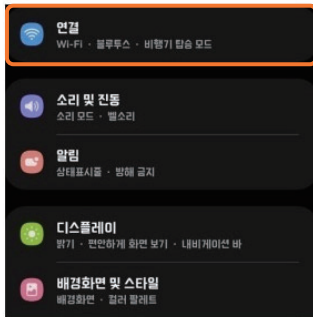 연결
Wi-Fi · 블루투스 · 비행기 탑승 모드
소리 및 진동
소리 모드 · 벨소리
알림
상태표시줄 · 방해 금지
디스플레이
밝기 · 편안하게 화면 보기 · 내비게이션 바
배경화면 및 스타일
배경화면 · 컬러 팔레트